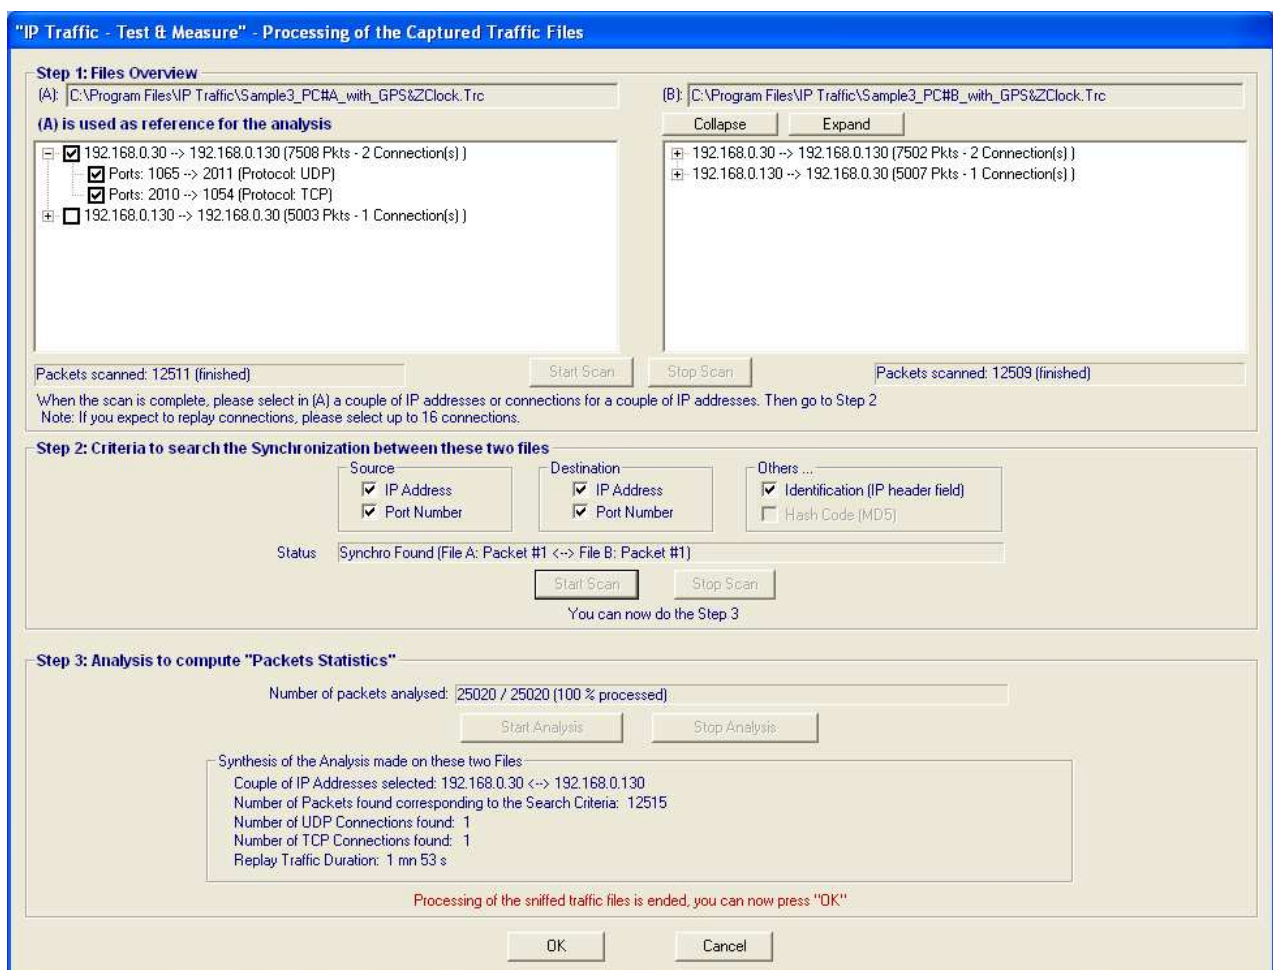 "IP Traffic - Test & Measure" - Processing of the Captured Traffic Files
Step 1: Files Overview
(A): C:\Program Files\IP Traffic\Sample3_PC#A_with_GPS&ZClock.Trc
(B): C:\Program Files\IP Traffic\Sample3_PC#B_with_GPS&ZClock.Trc
(A) is used as reference for the analysis
Collapse Expand
192.168.0.30 --> 192.168.0.130 (7508 Pkts - 2 Connection(s) )
Ports: 1065 --> 2011 (Protocol: UDP)
Ports: 2010 --> 1054 (Protocol: TCP)
192.168.0.130 --> 192.168.0.30 (5003 Pkts - 1 Connection(s) )
192.168.0.30 --> 192.168.0.130 (7502 Pkts - 2 Connection(s) )
192.168.0.130 --> 192.168.0.30 (5007 Pkts - 1 Connection(s) )
Packets scanned: 12511 (finished)
Start Scan Stop Scan
Packets scanned: 12509 (finished)
When the scan is complete, please select in (A) a couple of IP addresses or connections for a couple of IP addresses. Then go to Step 2
Note: If you expect to replay connections, please select up to 16 connections.
Step 2: Criteria to search the Synchronization between these two files
Source
IP Address
Port Number
Destination
IP Address
Port Number
Others ...
Identification (IP header field)
Hash Code (MD5)
Status Synchro Found (File A: Packet #1 <--> File B: Packet #1)
Start Scan Stop Scan
You can now do the Step 3
Step 3: Analysis to compute "Packets Statistics"
Number of packets analysed: 25020 / 25020 (100 % processed)
Start Analysis Stop Analysis
Synthesis of the Analysis made on these two Files
Couple of IP Addresses selected: 192.168.0.30 <--> 192.168.0.130
Number of Packets found corresponding to the Search Criteria: 12515
Number of UDP Connections found: 1
Number of TCP Connections found: 1
Replay Traffic Duration: 1 mn 53 s
Processing of the sniffed traffic files is ended, you can now press "OK"
OK Cancel